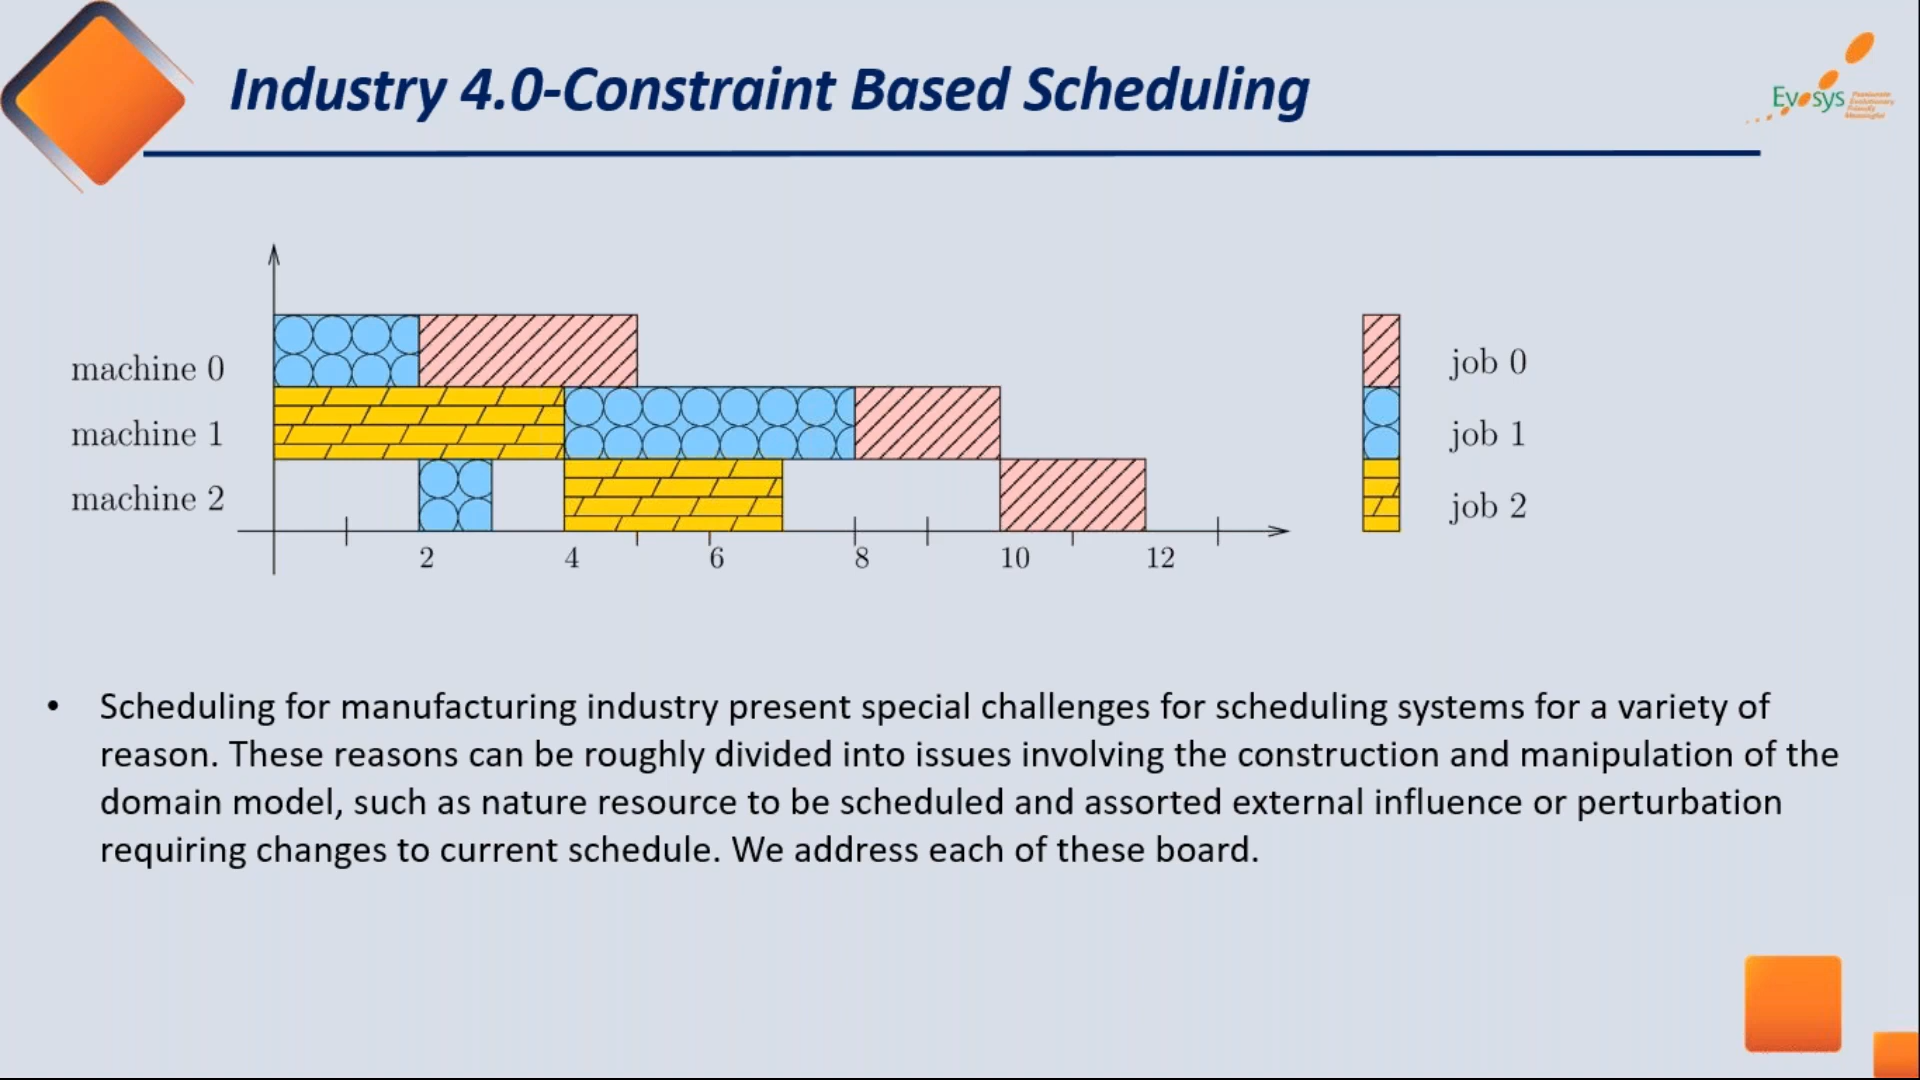 Industry 4.0-Constraint Based Scheduling
Evosys
Passionate
Evolutionary
Friendly
Meaningful
machine 0
machine 1
machine 2
job 0
job 1
job 2
2 4 6 8 10 12
• Scheduling for manufacturing industry present special challenges for scheduling systems for a variety of
reason. These reasons can be roughly divided into issues involving the construction and manipulation of the
domain model, such as nature resource to be scheduled and assorted external influence or perturbation
requiring changes to current schedule. We address each of these board.